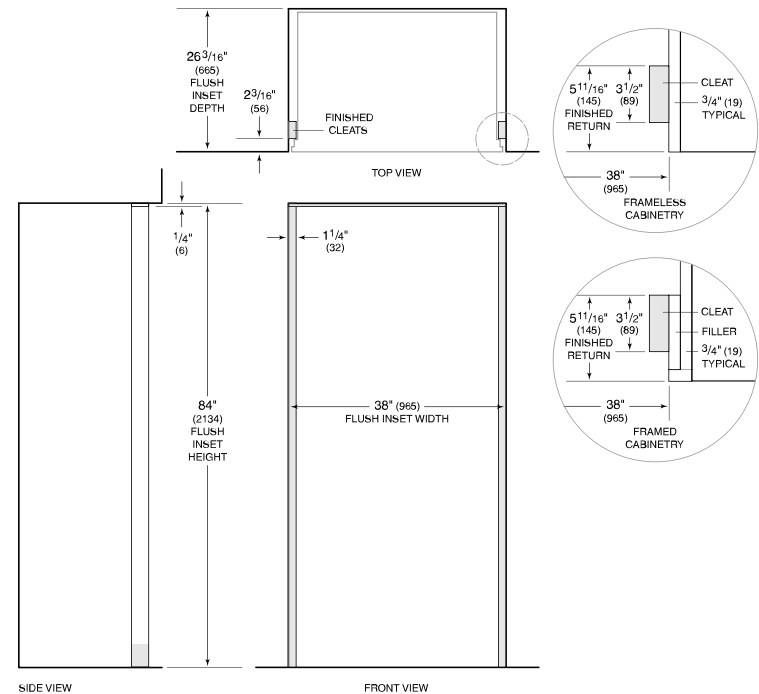 26 3/16"
(665)
FLUSH
INSET
DEPTH
2 3/16"
(56)
FINISHED
CLEATS
TOP VIEW
5 11/16"
(145)
FINISHED
RETURN
3 1/2"
(89)
CLEAT
3/4" (19)
TYPICAL
38"
(965)
FRAMELESS
CABINETRY
1/4"
(6)
1 1/4"
(32)
5 11/16"
(145)
FINISHED
RETURN
3 1/2"
(89)
CLEAT
FILLER
3/4" (19)
TYPICAL
38"
(965)
FRAMED
CABINETRY
84"
(2134)
FLUSH
INSET
HEIGHT
38" (965)
FLUSH INSET WIDTH
SIDE VIEW
FRONT VIEW